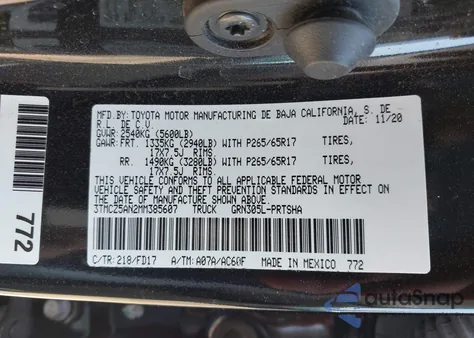 MFD.BY:TOYOTA MOTOR MANUFACTURING DE BAJA CALIFORNIA, S. DE
R L. DE C.V. DATE: 11/20
GVWR:2540KG (5600LB)
GAWR:FRT. 1335KG (2940LB)WITH P265/65R17 TIRES,
17X7.5J RIMS
RR. 1490KG (3280LB)WITH P265/65R17 TIRES,
17X7.5J RIMS
THIS VEHICLE CONFORMS TO ALL APPLICABLE FEDERAL MOTOR
VEHICLE SAFETY AND THEFT PREVENTION STANDARDS IN EFFECT ON
THE DATE OF MANUFACTURE SHOWN ABOVE.
3TMCZ5AN2MM385607 TRUCK GRN305L-PRTSHA
C/TR:218/FD17 A/TM:A07A/AC60F MADE IN MEXICO 772
772
autoSnap